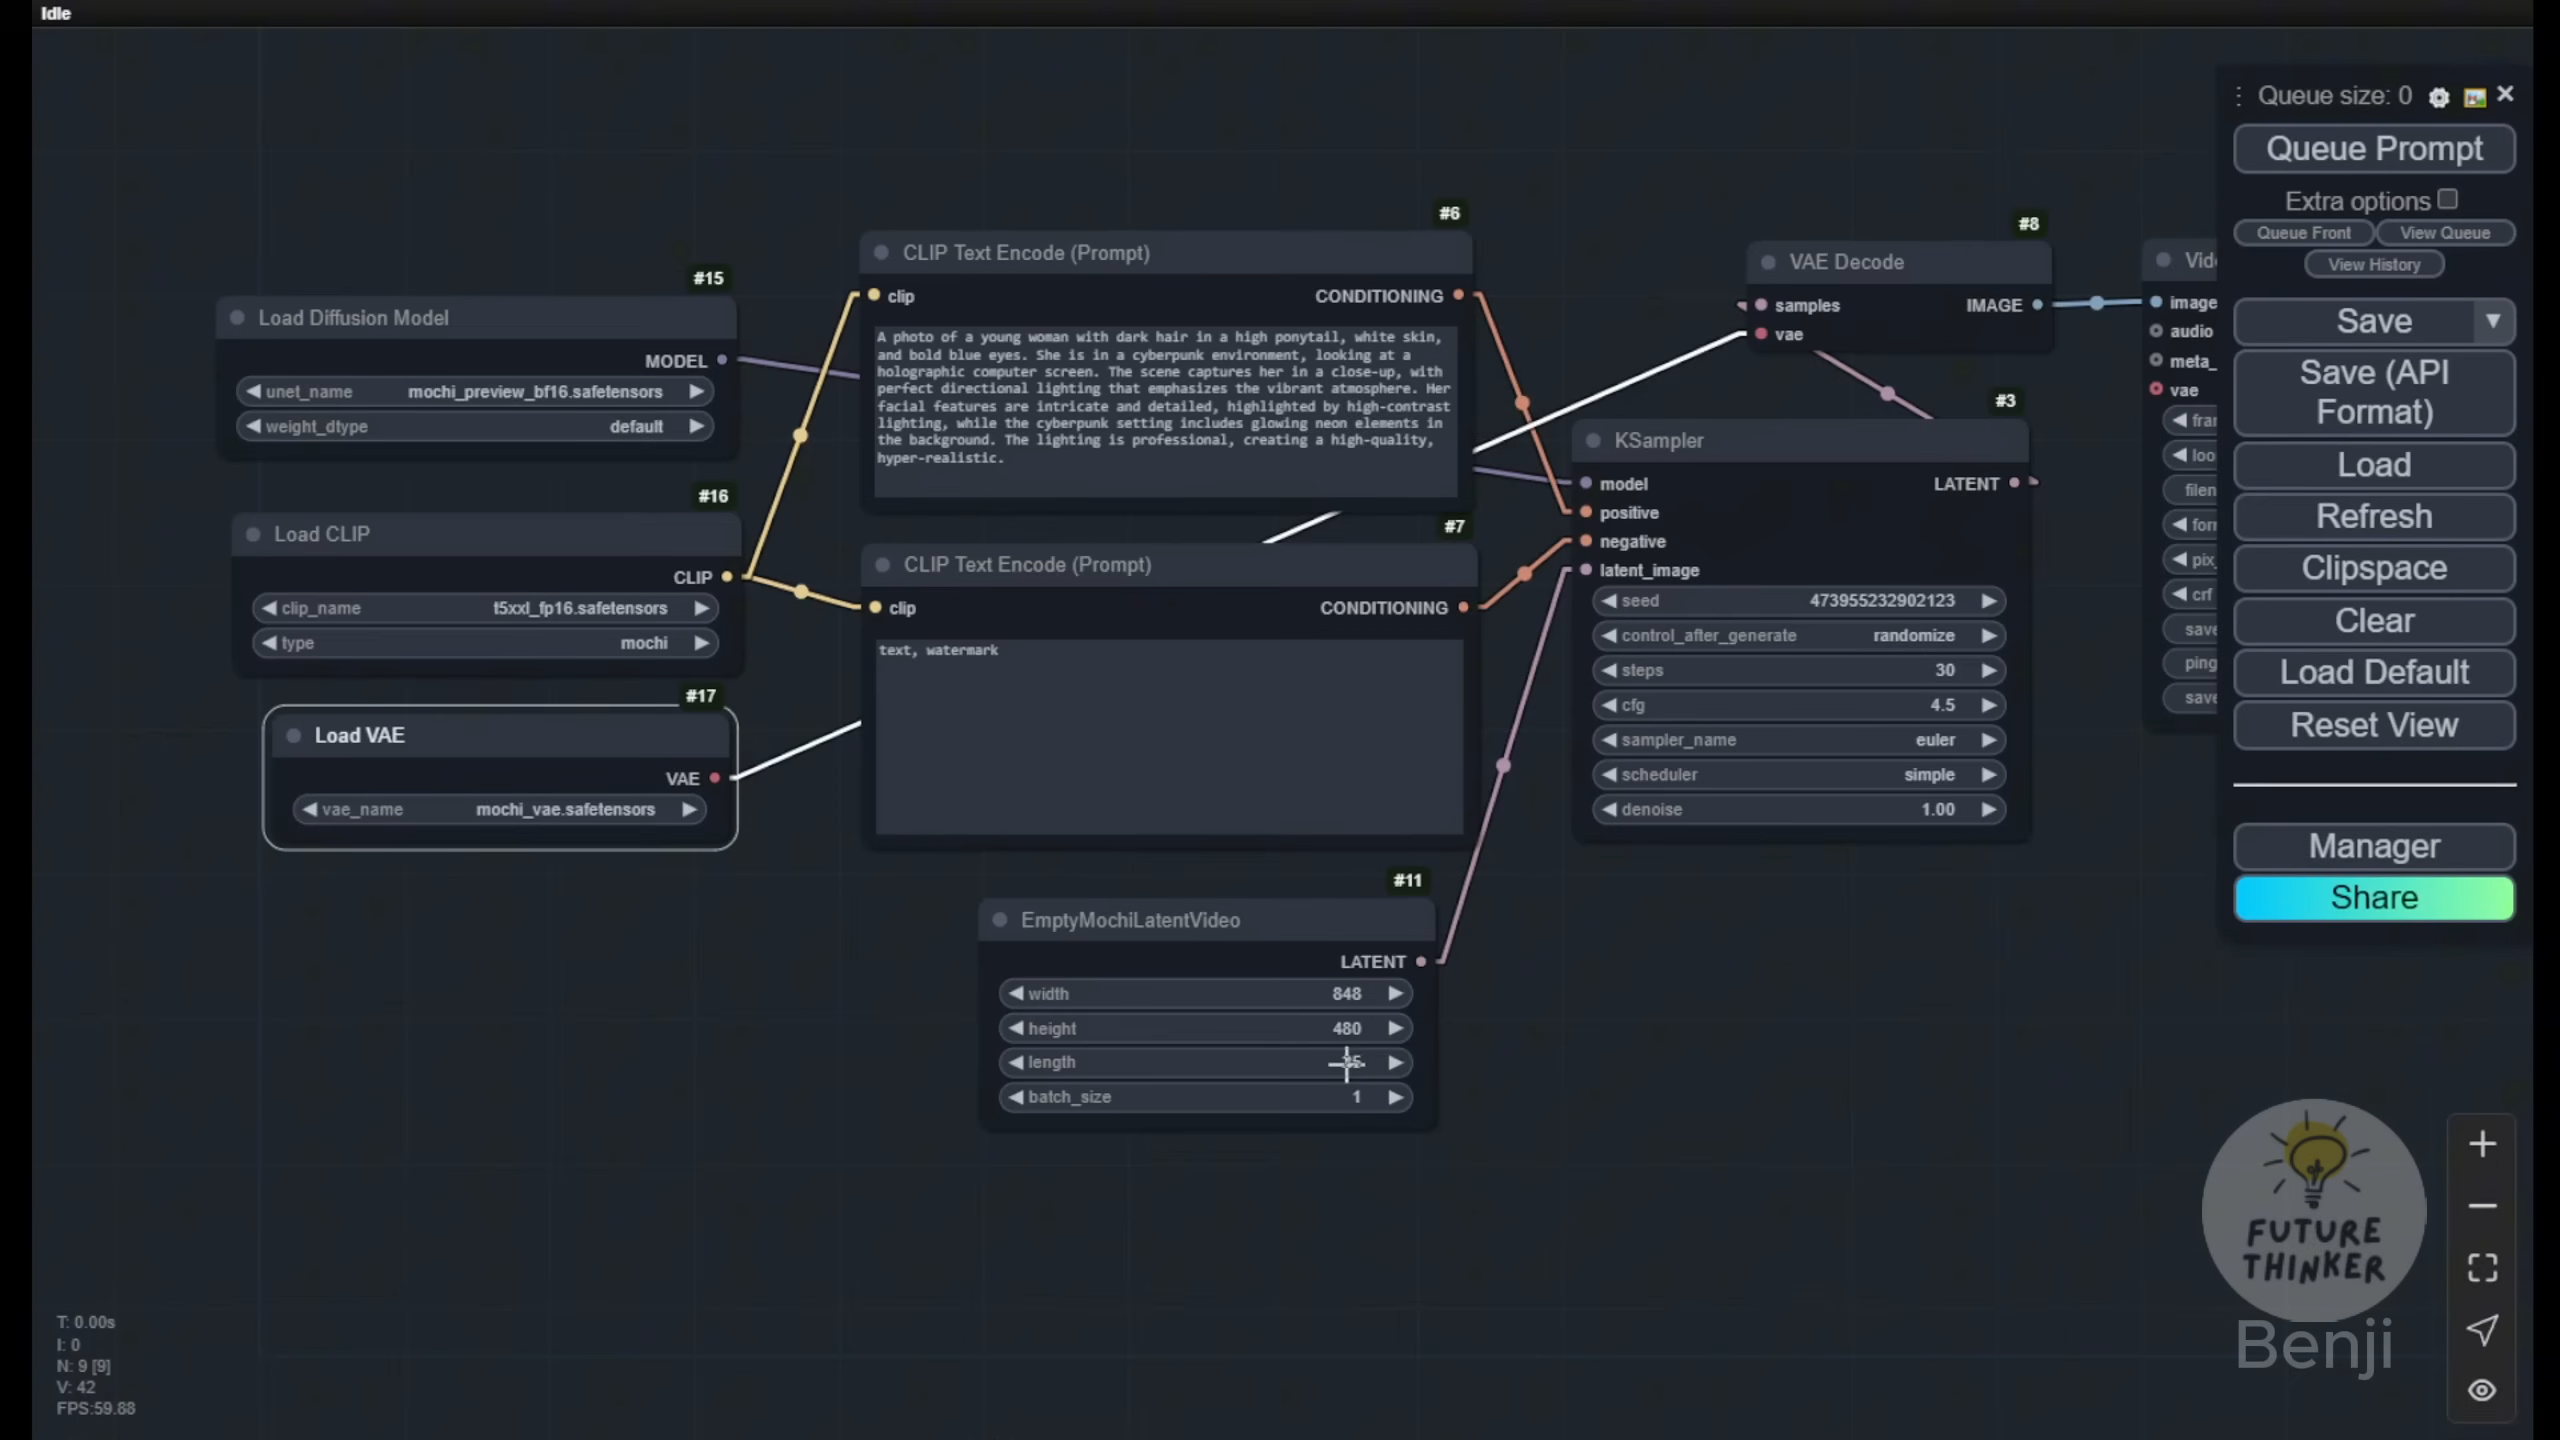 Idle
Queue size: 0
Queue Prompt
Extra options
Queue Front
View Queue
View History
Save
Save (API
Format)
Load
Refresh
Clipspace
Clear
Load Default
Reset View
Manager
Share
#15
Load Diffusion Model
MODEL
unet_name mochi_preview_bf16.safetensors
weight_dtype default
#16
Load CLIP
CLIP
clip_name t5xxl_fp16.safetensors
type mochi
#17
Load VAE
VAE
vae_name mochi_vae.safetensors
#6
CLIP Text Encode (Prompt)
clip CONDITIONING
A photo of a young woman with dark hair in a high ponytail, white skin,
and bold blue eyes. She is in a cyberpunk environment, looking at a
holographic computer screen. The scene captures her in a close-up, with
perfect directional lighting that emphasizes the vibrant atmosphere. Her
facial features are intricate and detailed, highlighted by high-contrast
lighting, while the cyberpunk setting includes glowing neon elements in
the background. The lighting is professional, creating a high-quality,
hyper-realistic.
#7
CLIP Text Encode (Prompt)
clip CONDITIONING
text, watermark
#11
EmptyMochiLatentVideo
LATENT
width 848
height 480
length
batch_size 1
#8
VAE Decode
samples IMAGE
vae
#3
KSampler
model LATENT
positive
negative
latent_image
seed 473955232902123
control_after_generate randomize
steps 30
cfg 4.5
sampler_name euler
scheduler simple
denoise 1.00
image
audio
meta_
vae
crf
save
ping
save
FUTURE
THINKER
Benji
T: 0.00s
I: 0
N: 9 [9]
V: 42
FPS:59.88